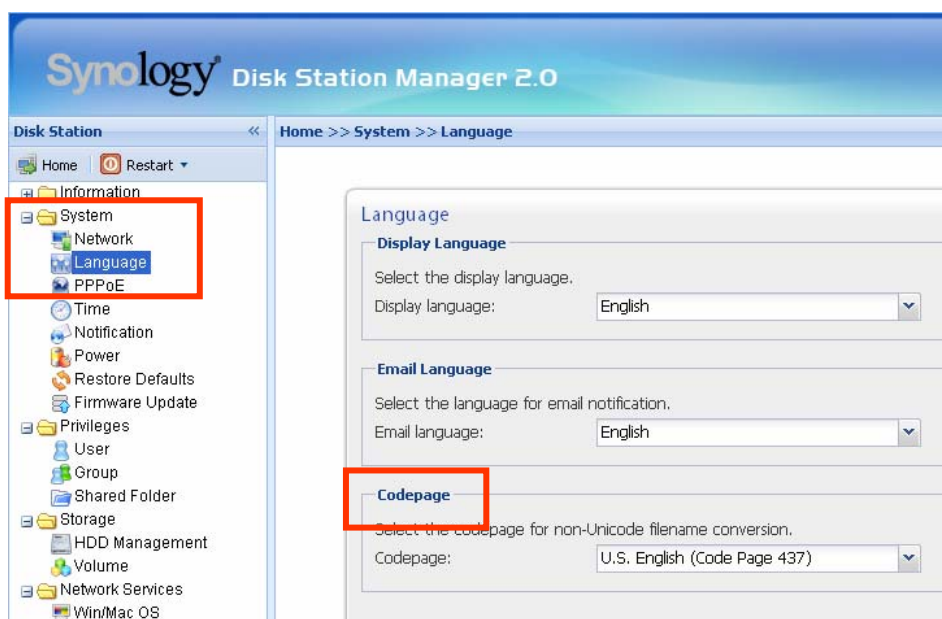 Synology Disk Station Manager 2.0
Disk Station «
Home >> System >> Language
Home Restart
Information
System
Network
Language
PPPoE
Time
Notification
Power
Restore Defaults
Firmware Update
Privileges
User
Group
Shared Folder
Storage
HDD Management
Volume
Network Services
Win/Mac OS
Language
Display Language
Select the display language.
Display language: English
Email Language
Select the language for email notification.
Email language: English
Codepage
Select the codepage for non-Unicode filename conversion.
Codepage: U.S. English (Code Page 437)